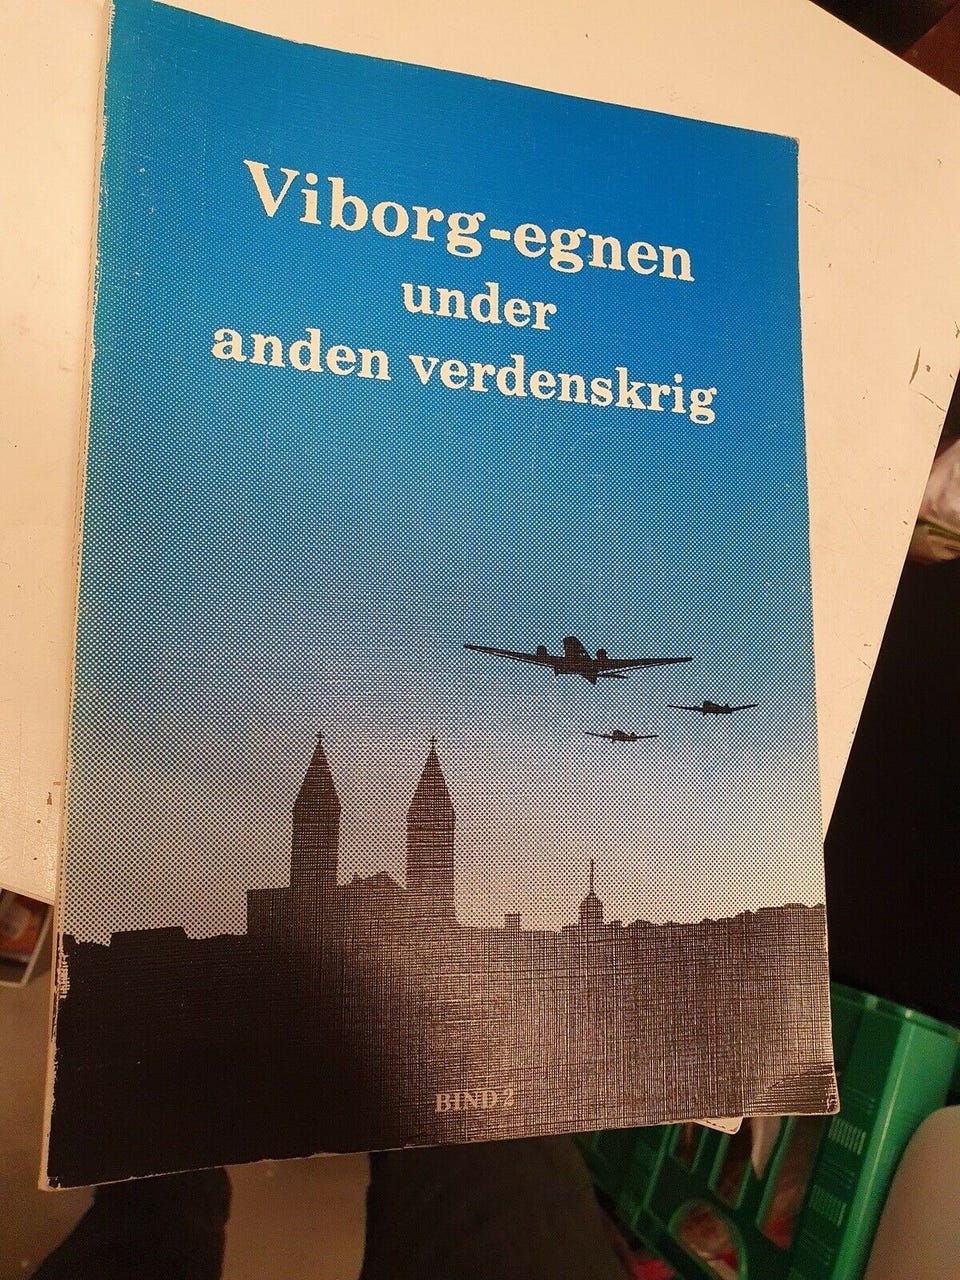 Viborg-egnen
under
anden verdenskrig
BIND 2